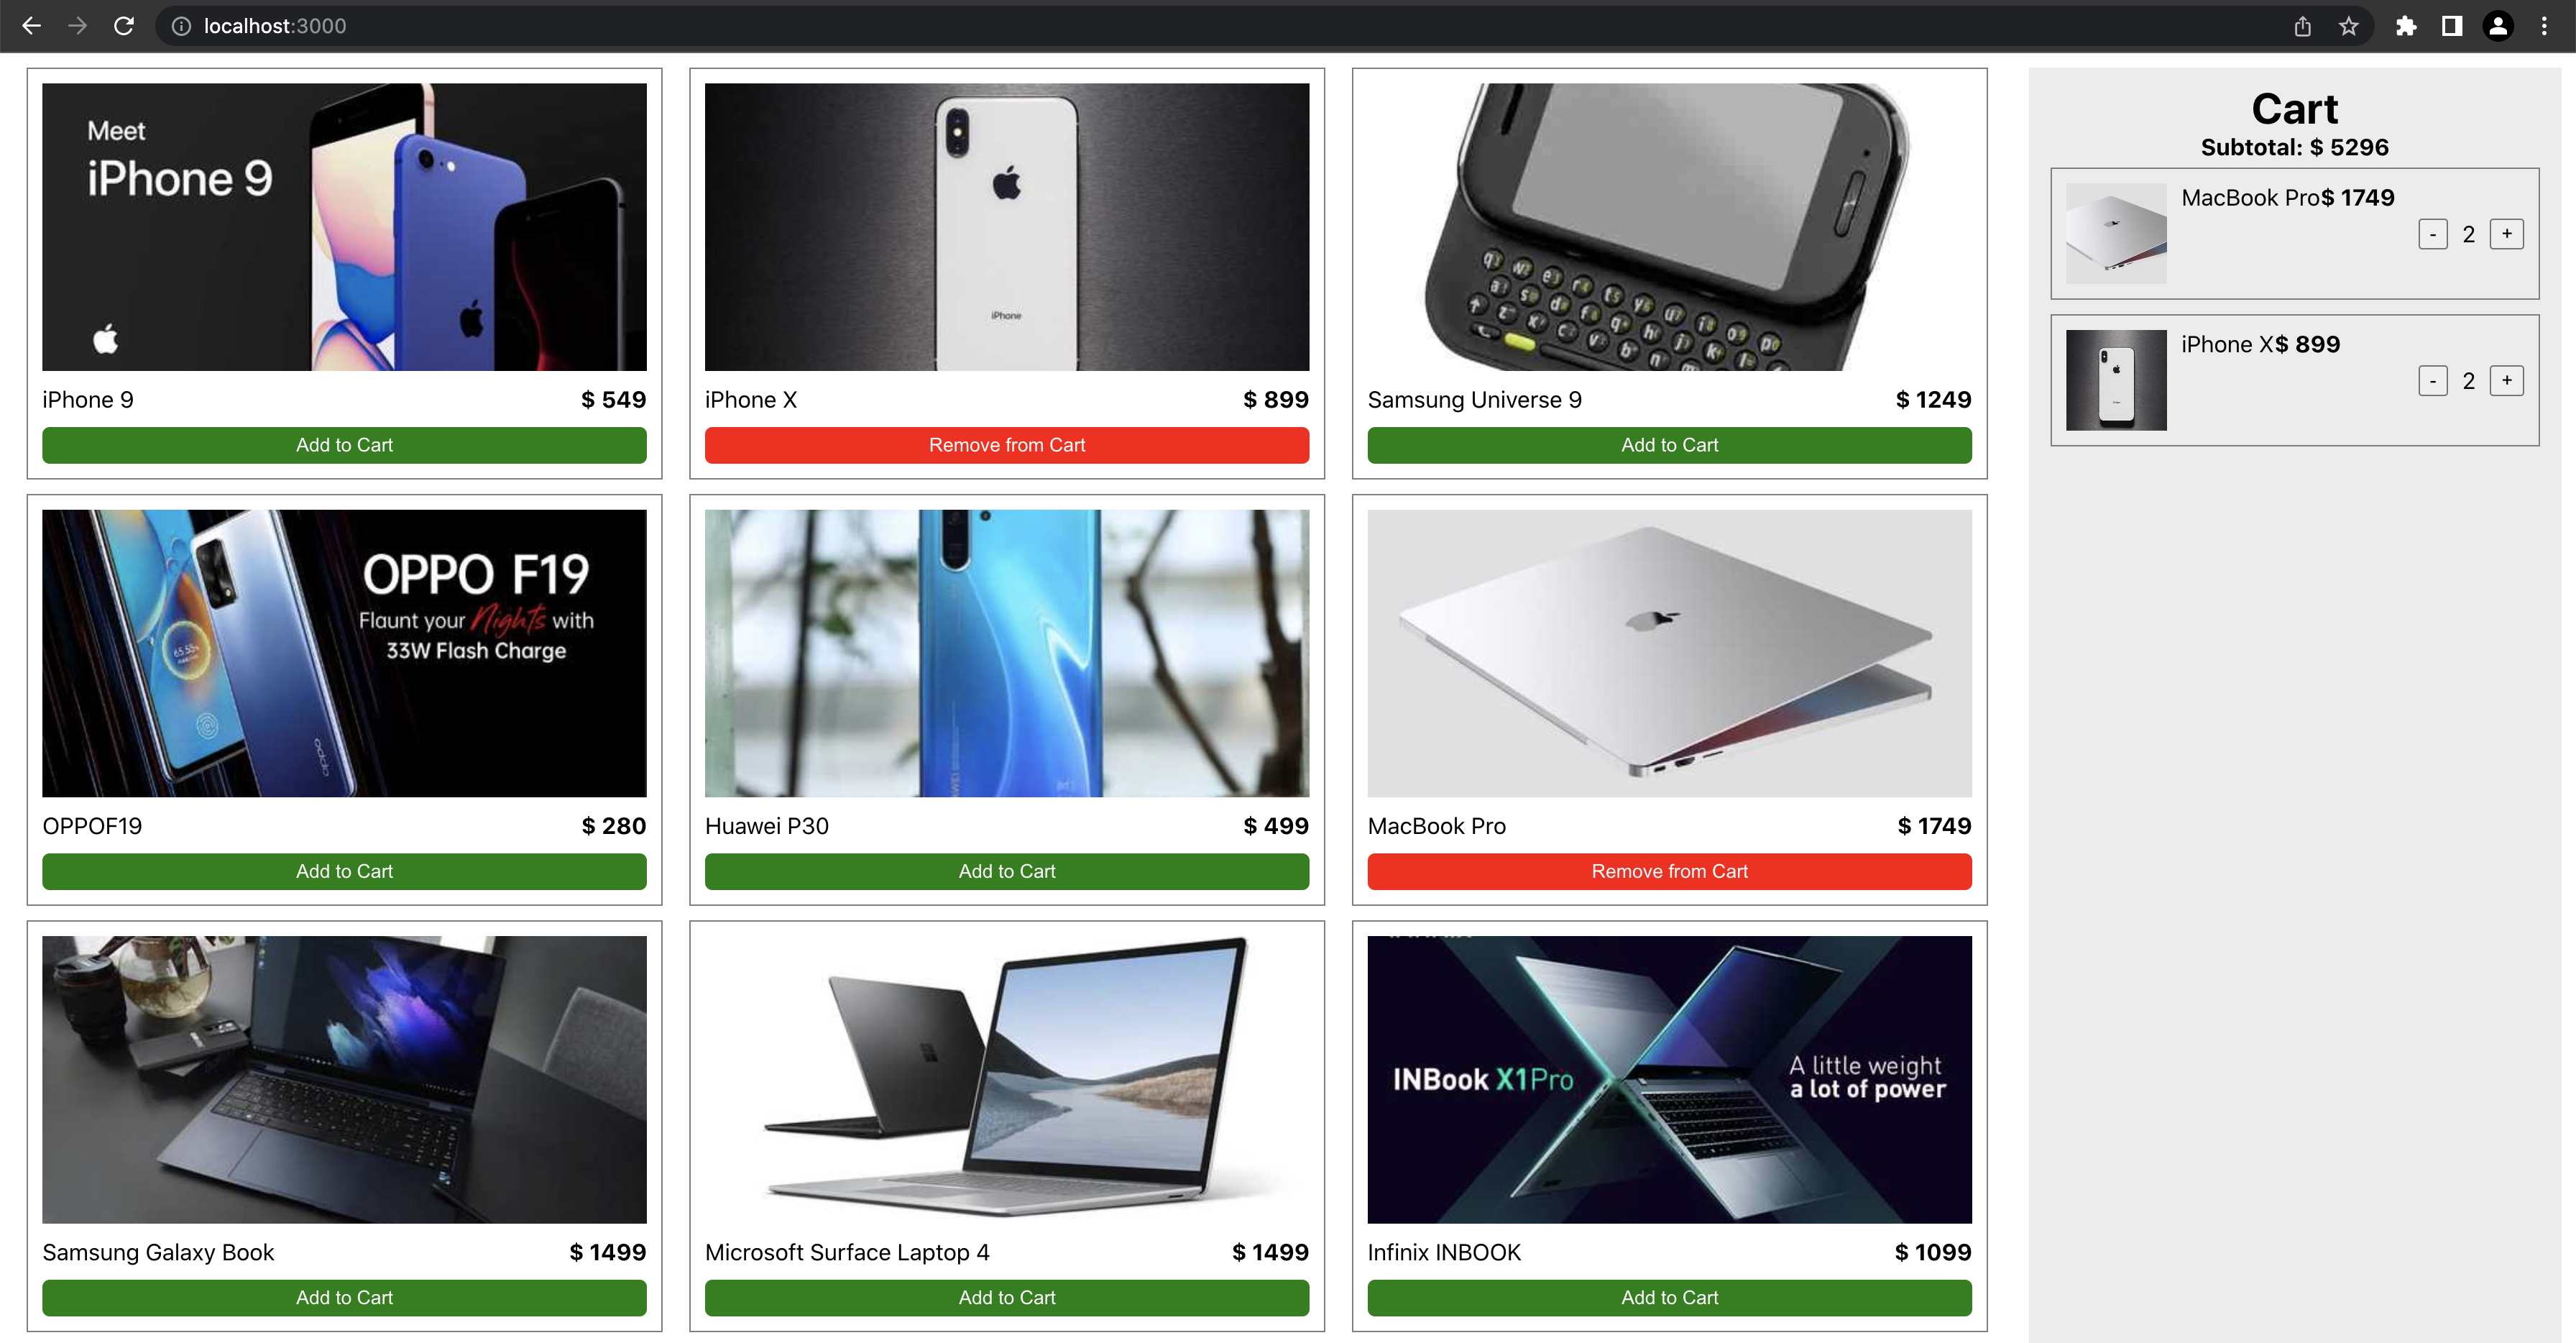 localhost:3000
Meet
iPhone 9
iPhone 9 $ 549
Add to Cart
iPhone
iPhone X $ 899
Remove from Cart
Samsung Universe 9 $ 1249
Add to Cart
OPPO F19
Flaunt your Nights with
33W Flash Charge
65.55%
oppo
OPPOF19 $ 280
Add to Cart
Huawei P30 $ 499
Add to Cart
MacBook Pro $ 1749
Remove from Cart
Samsung Galaxy Book $ 1499
Add to Cart
Microsoft Surface Laptop 4 $ 1499
Add to Cart
INBook X1Pro
A little weight
a lot of power
Infinix INBOOK $ 1099
Add to Cart
Cart
Subtotal: $ 5296
MacBook Pro$ 1749
- 2 +
iPhone X$ 899
- 2 +